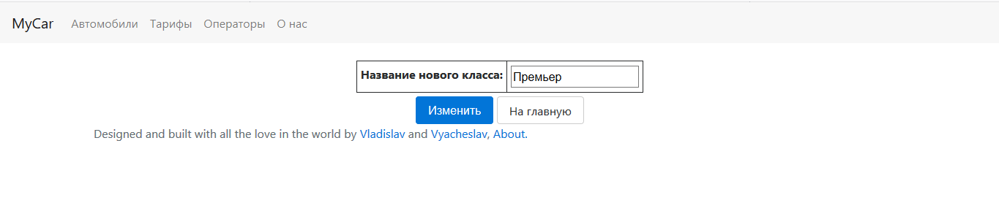 MyCar Автомобили Тарифы Операторы О нас
Название нового класса: Премьер
Изменить На главную
Designed and built with all the love in the world by Vladislav and Vyacheslav, About.